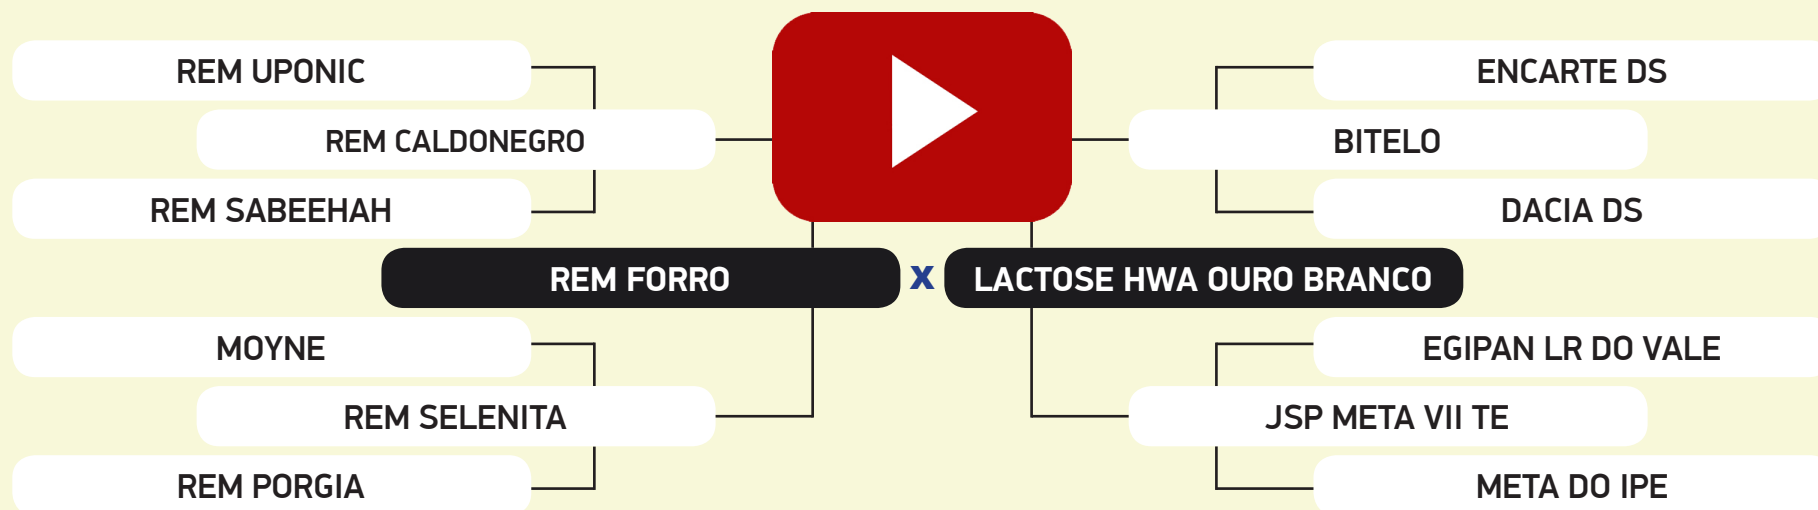 REM UPONIC
REM CALDONEGRO
REM SABEEHAH
REM FORRO
MOYNE
REM SELENITA
REM PORGIA
X
ENCARTE DS
BITELO
DACIA DS
LACTOSE HWA OURO BRANCO
EGIPAN LR DO VALE
JSP META VII TE
META DO IPE